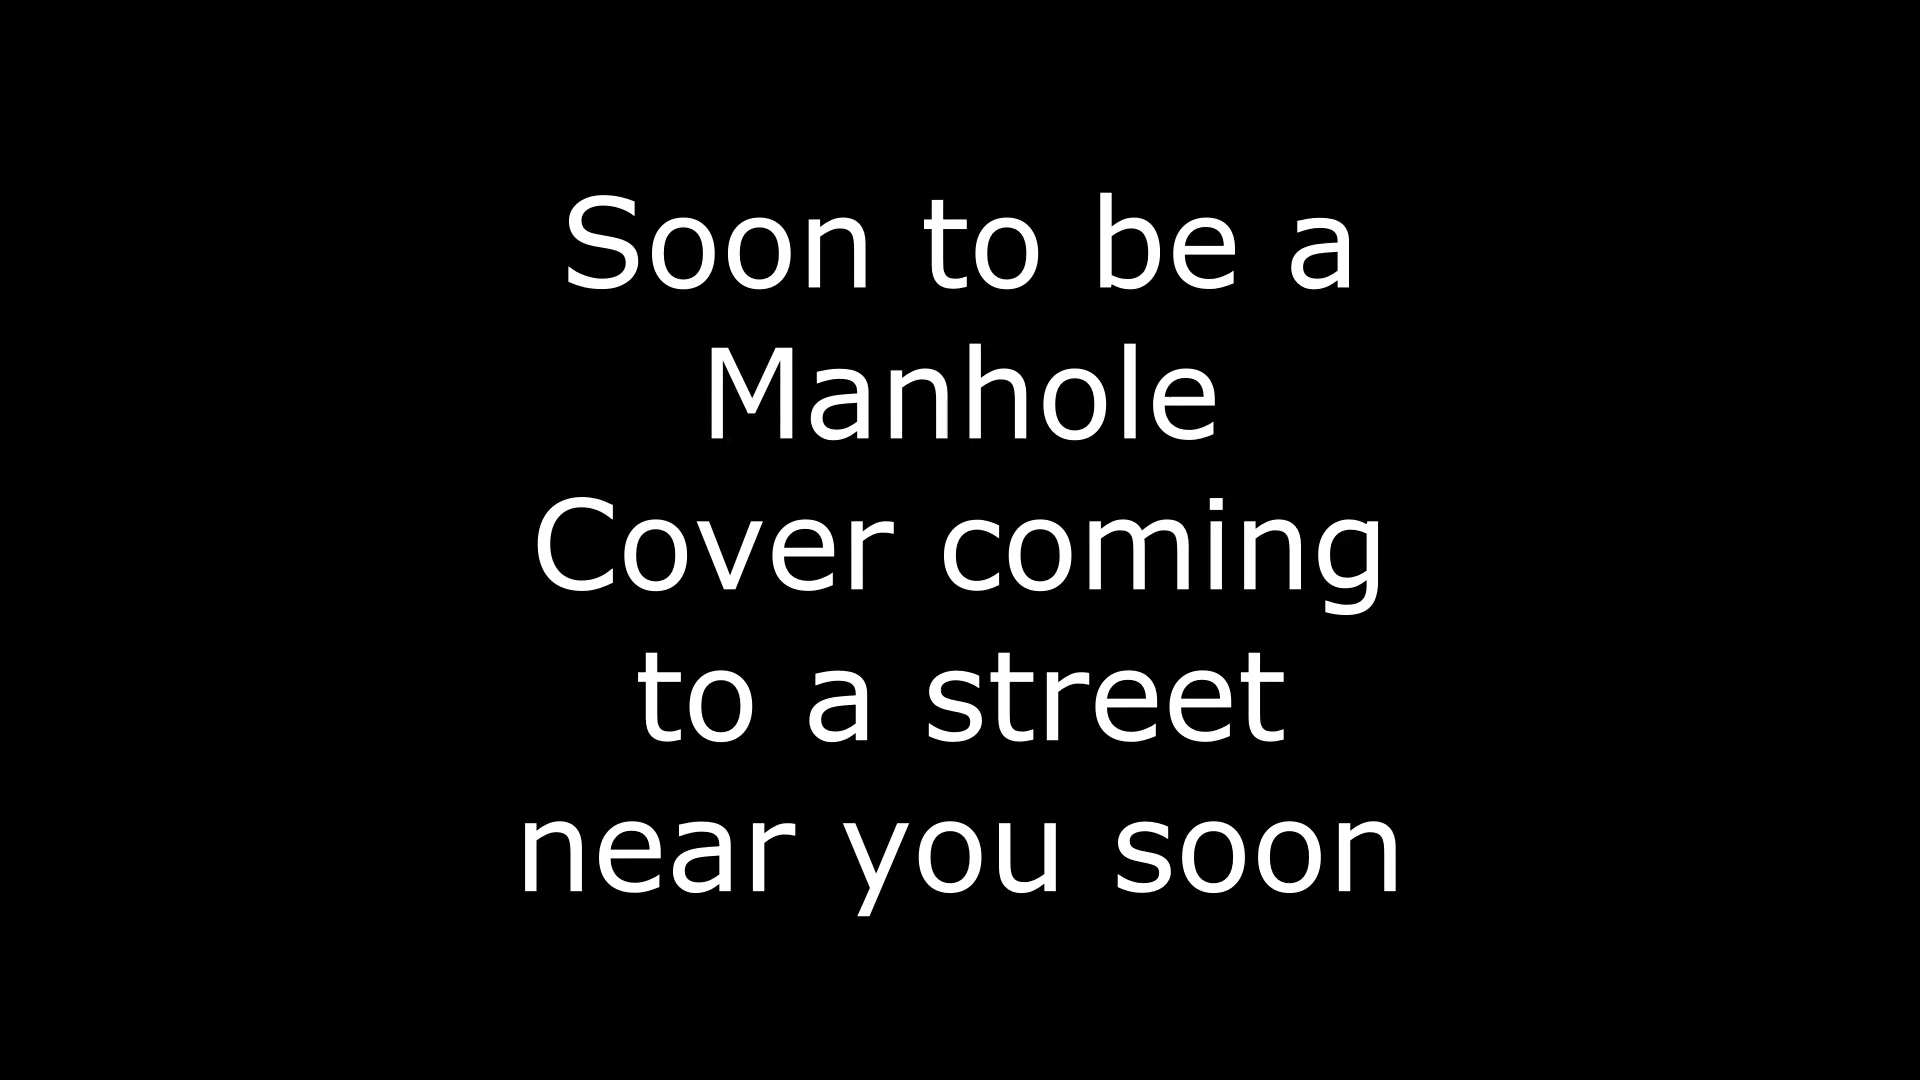 Soon to be a
Manhole
Cover coming
to a street
near you soon